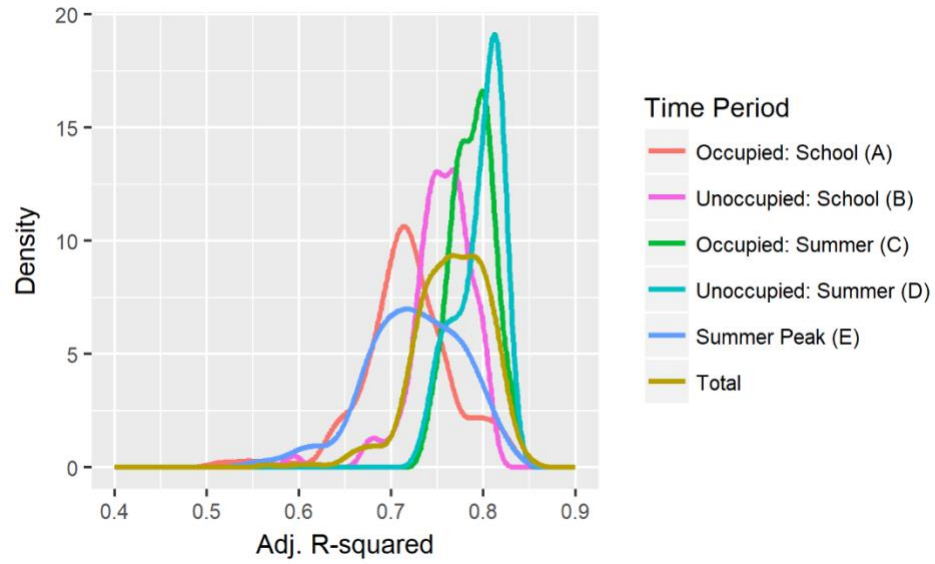 20
15
10
5
0
Density
0.4 0.5 0.6 0.7 0.8 0.9
Adj. R-squared
Time Period
Occupied: School (A)
Unoccupied: School (B)
Occupied: Summer (C)
Unoccupied: Summer (D)
Summer Peak (E)
Total